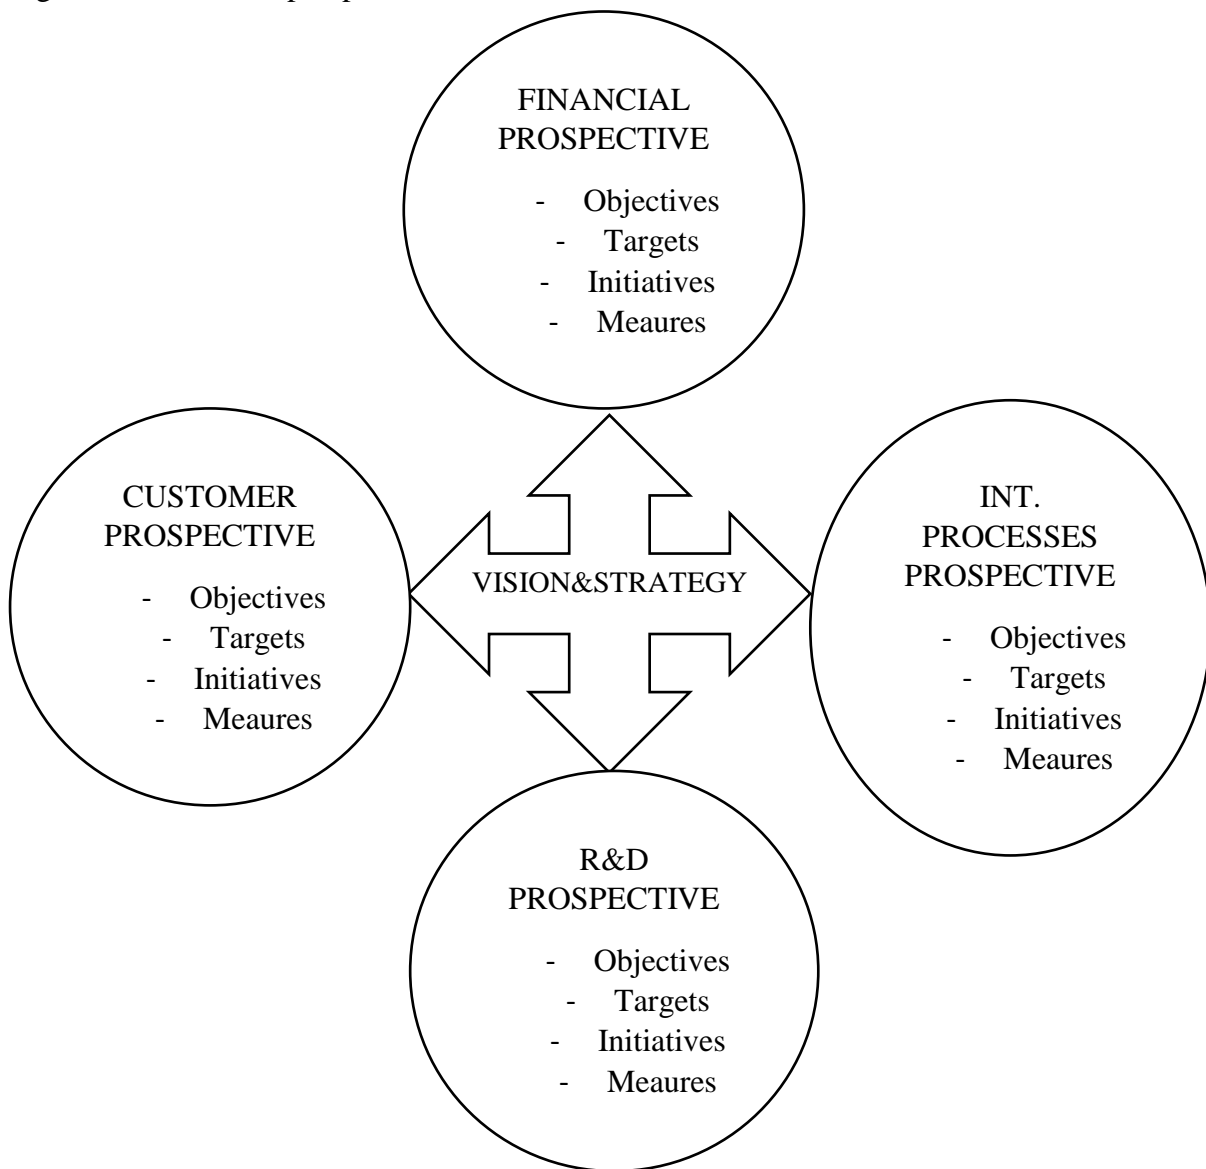 FINANCIAL
PROSPECTIVE
- Objectives
- Targets
- Initiatives
- Meaures
CUSTOMER
PROSPECTIVE
- Objectives
- Targets
- Initiatives
- Meaures
VISION&STRATEGY
INT.
PROCESSES
PROSPECTIVE
- Objectives
- Targets
- Initiatives
- Meaures
R&D
PROSPECTIVE
- Objectives
- Targets
- Initiatives
- Meaures